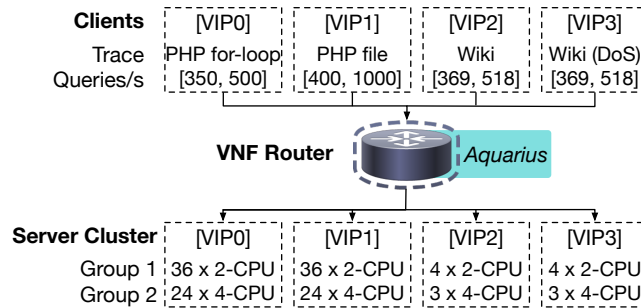 Clients [VIP0] [VIP1] [VIP2] [VIP3]
Trace PHP for-loop PHP file Wiki Wiki (DoS)
Queries/s [350, 500] [400, 1000] [369, 518] [369, 518]
VNF Router Aquarius
Server Cluster [VIP0] [VIP1] [VIP2] [VIP3]
Group 1 36 x 2-CPU 36 x 2-CPU 4 x 2-CPU 4 x 2-CPU
Group 2 24 x 4-CPU 24 x 4-CPU 3 x 4-CPU 3 x 4-CPU